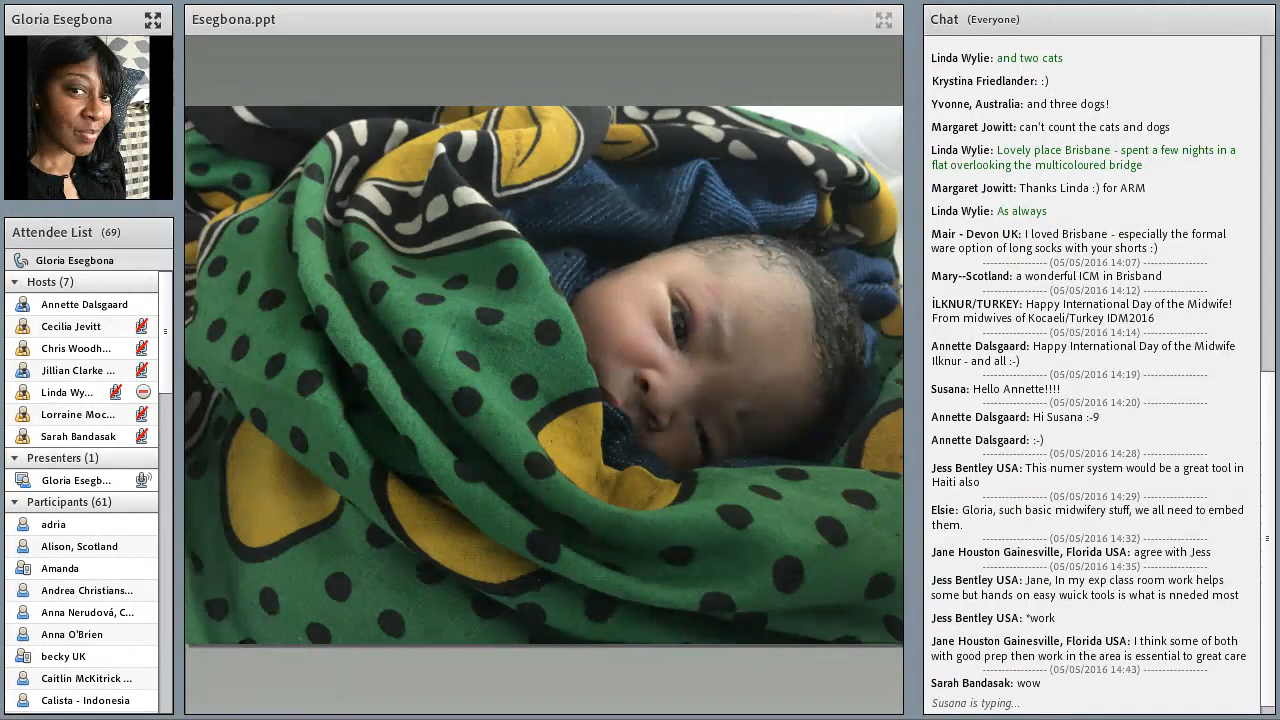 Gloria Esegbona
Attendee List (69)
Gloria Esegbona
Hosts (7)
Annette Dalsgaard
Cecilia Jevitt
Chris Woodh...
Jillian Clarke ...
Linda Wy...
Lorraine Moc...
Sarah Bandasak
Presenters (1)
Gloria Esegb...
Participants (61)
adria
Alison, Scotland
Amanda
Andrea Christians...
Anna Nerudová, C...
Anna O'Brien
becky UK
Caitlin McKitrick ...
Calista - Indonesia
Esegbona.ppt
Chat (Everyone)
Linda Wylie: and two cats
Krystina Friedlander: :)
Yvonne, Australia: and three dogs!
Margaret Jowitt: can't count the cats and dogs
Linda Wylie: Lovely place Brisbane - spent a few nights in a
flat overlooking the multicoloured bridge
Margaret Jowitt: Thanks Linda :) for ARM
Linda Wylie: As always
Mair - Devon UK: I loved Brisbane - especially the formal
ware option of long socks with your shorts :)
------------------ (05/05/2016 14:07) ------------------
Mary--Scotland: a wonderful ICM in Brisband
------------------ (05/05/2016 14:12) ------------------
İLKNUR/TURKEY: Happy International Day of the Midwife!
From midwives of Kocaeli/Turkey IDM2016
------------------ (05/05/2016 14:14) ------------------
Annette Dalsgaard: Happy International Day of the Midwife
Ilknur - and all :-)
------------------ (05/05/2016 14:19) ------------------
Susana: Hello Annette!!!!
------------------ (05/05/2016 14:20) ------------------
Annette Dalsgaard: Hi Susana :-9
Annette Dalsgaard: :-)
------------------ (05/05/2016 14:28) ------------------
Jess Bentley USA: This numer system would be a great tool in
Haiti also
------------------ (05/05/2016 14:29) ------------------
Elsie: Gloria, such basic midwifery stuff, we all need to embed
them.
------------------ (05/05/2016 14:32) ------------------
Jane Houston Gainesville, Florida USA: agree with Jess
------------------ (05/05/2016 14:35) ------------------
Jess Bentley USA: Jane, In my exp class room work helps
some but hands on easy wuick tools is what is nneded most
Jess Bentley USA: *work
Jane Houston Gainesville, Florida USA: I think some of both
with good prep then work in the area is essential to great care
------------------ (05/05/2016 14:43) ------------------
Sarah Bandasak: wow
Susana is typing...